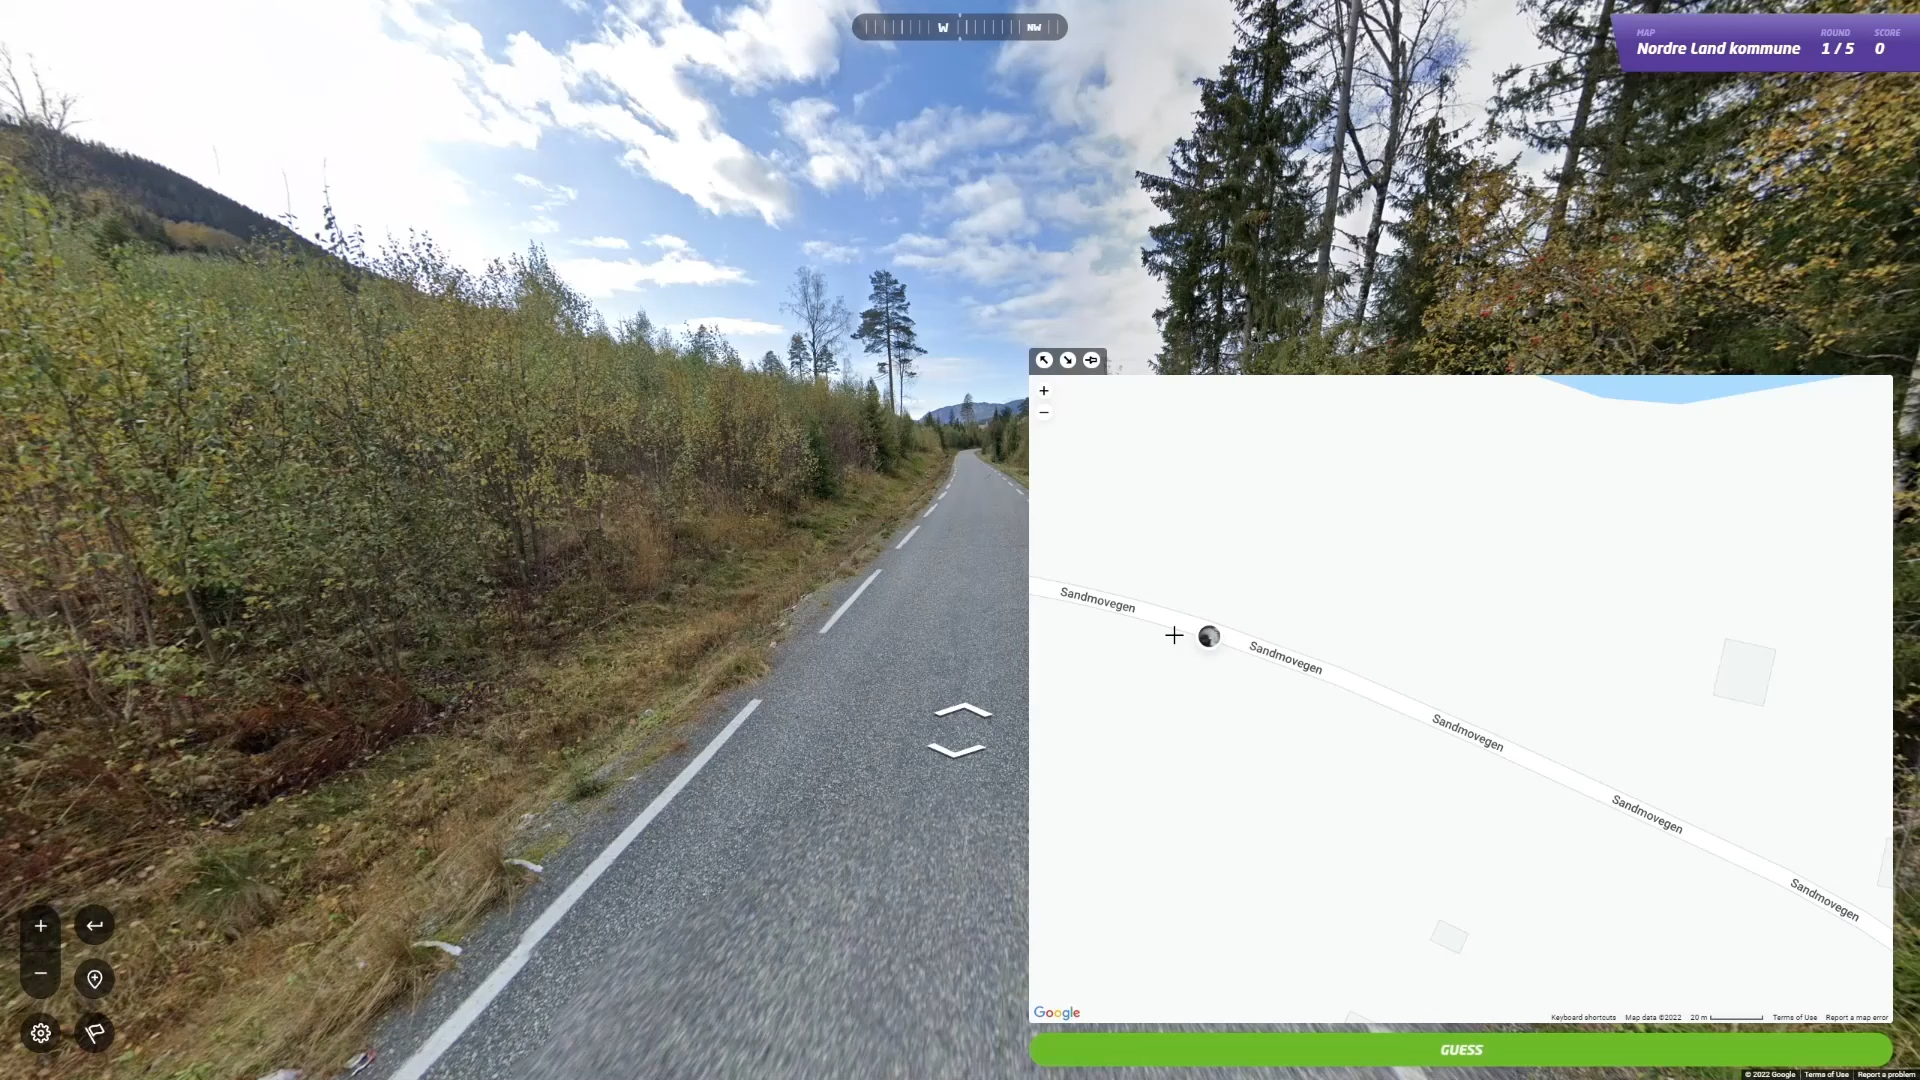 W
NW
MAP
Nordre Land kommune
ROUND
1 / 5
SCORE
0
+
−
Sandmovegen
Sandmovegen
Sandmovegen
Sandmovegen
Sandmovegen
Google
Keyboard shortcuts
Map data ©2022
20 m
Terms of Use
Report a map error
GUESS
+
−
© 2022 Google
Terms of Use
Report a problem